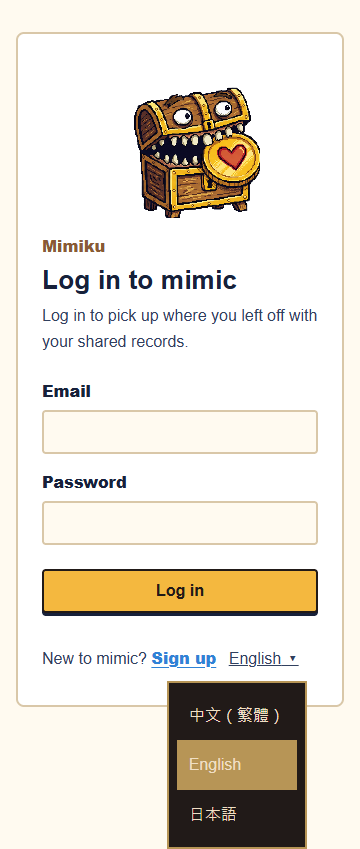 Mimiku
Log in to mimic
Log in to pick up where you left off with
your shared records.
Email
Password
Log in
New to mimic? Sign up English ▼
中文 ( 繁體 )
English
日本語